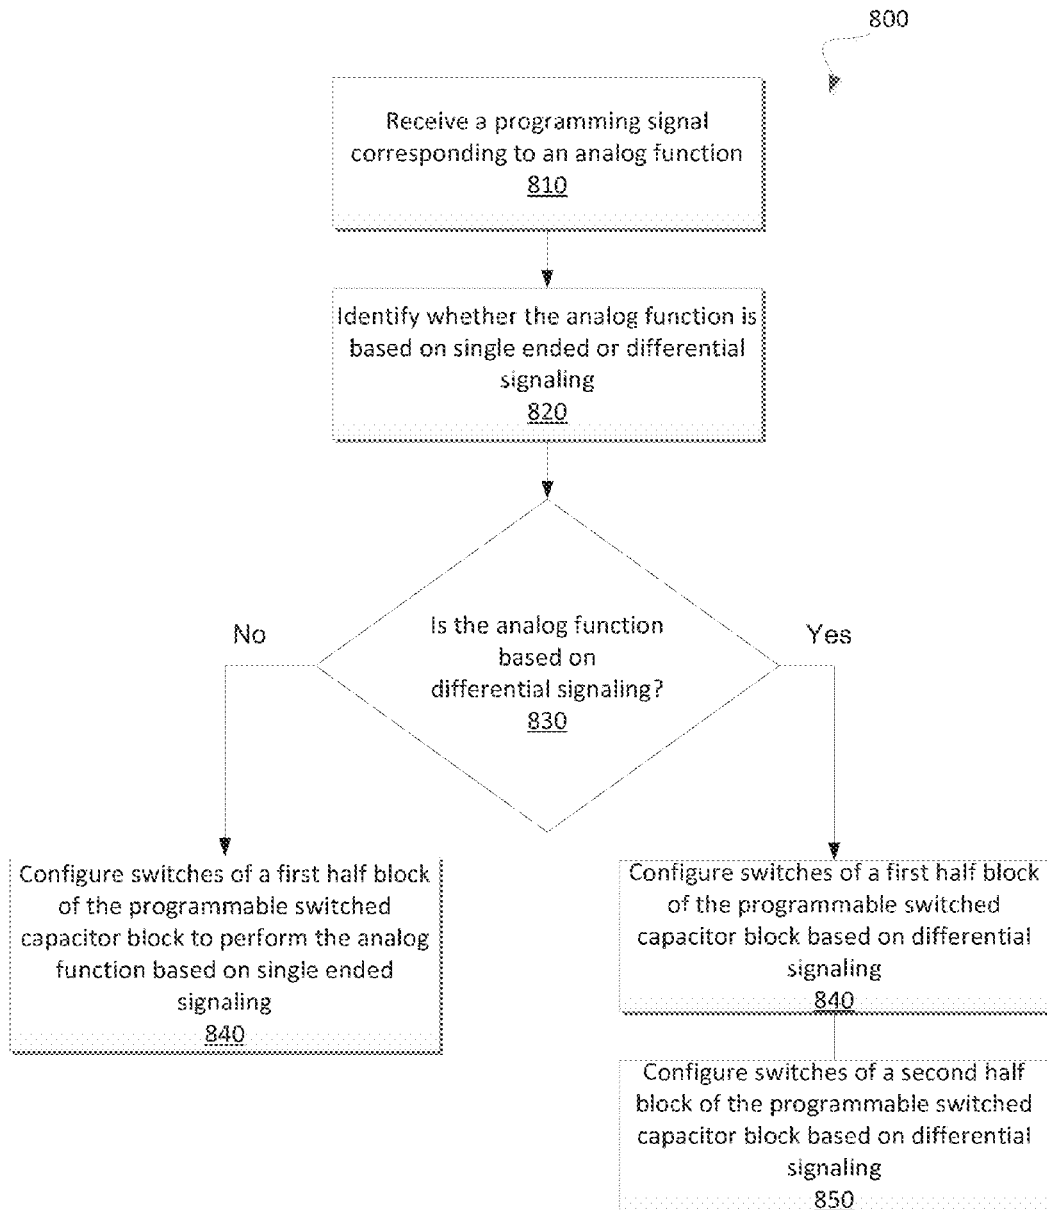 800
Receive a programming signal
corresponding to an analog function
810
Identify whether the analog function is
based on single ended or differential
signaling
820
Is the analog function
based on
differential signaling?
830
No
Yes
Configure switches of a first half block
of the programmable switched
capacitor block to perform the analog
function based on single ended
signaling
840
Configure switches of a first half block
of the programmable switched
capacitor block based on differential
signaling
840
Configure switches of a second half
block of the programmable switched
capacitor block based on differential
signaling
850